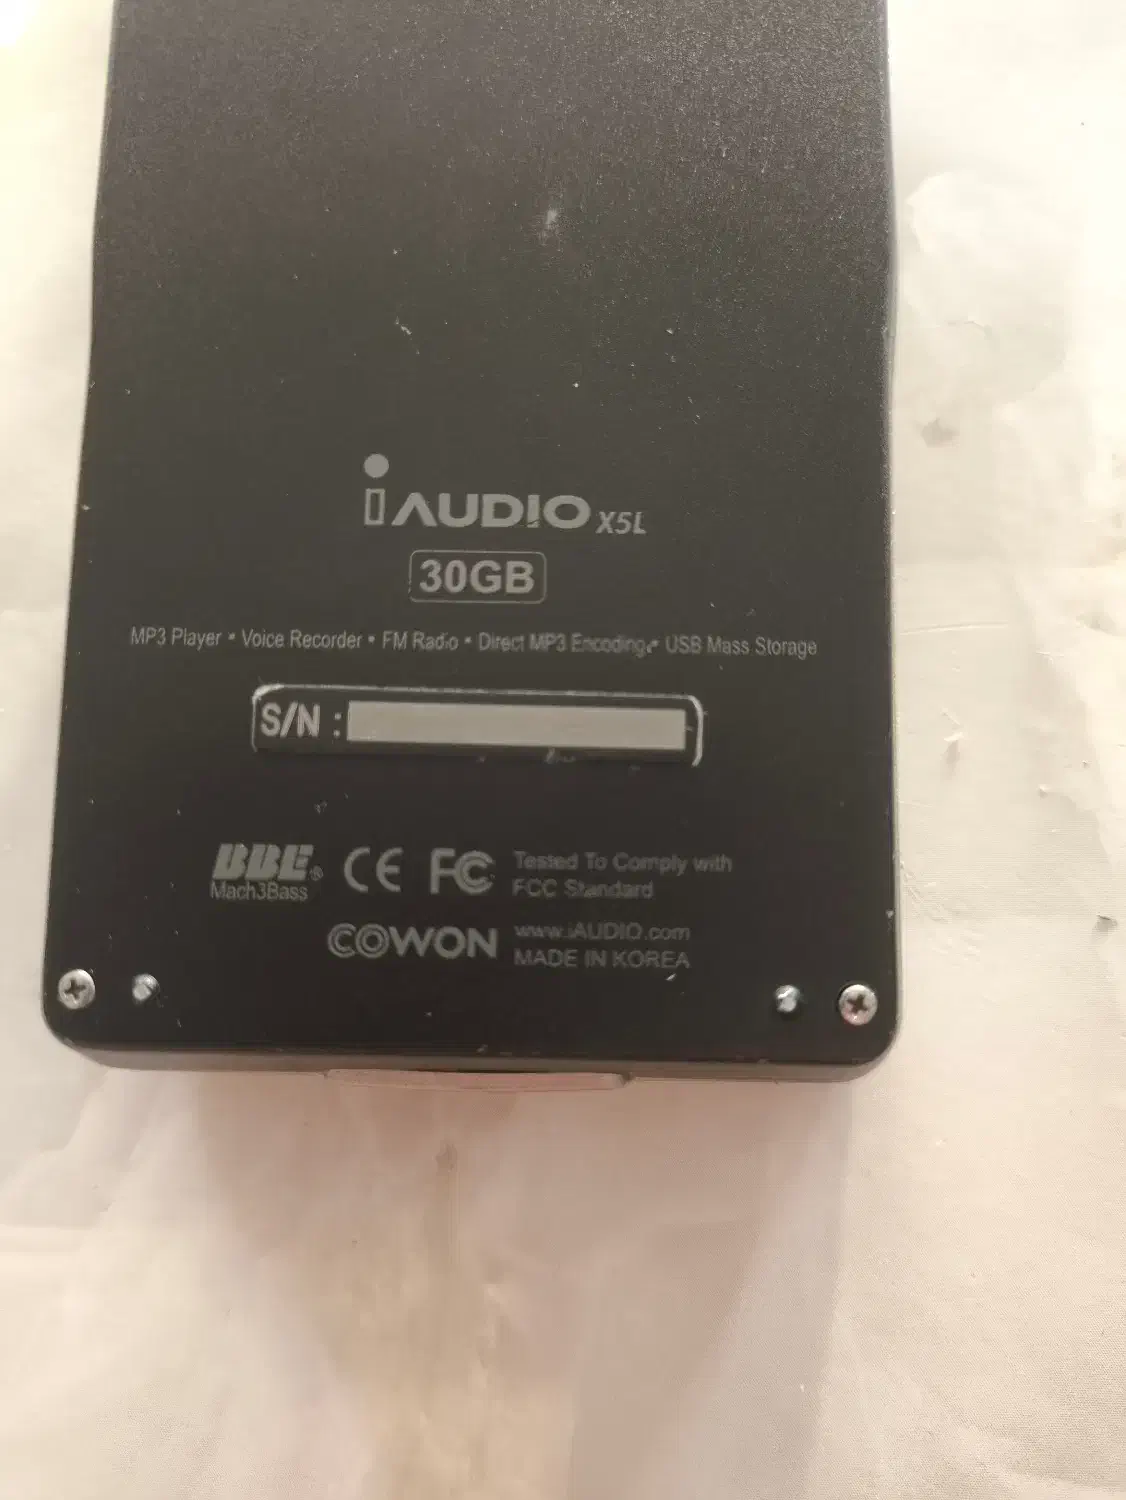 iAUDIO X5L
30GB
MP3 Player • Voice Recorder • FM Radio • Direct MP3 Encoding • USB Mass Storage
S/N :
BBE® CE FC Tested To Comply with
Mach3Bass FCC Standard
COWON www.iAUDIO.com
MADE IN KOREA